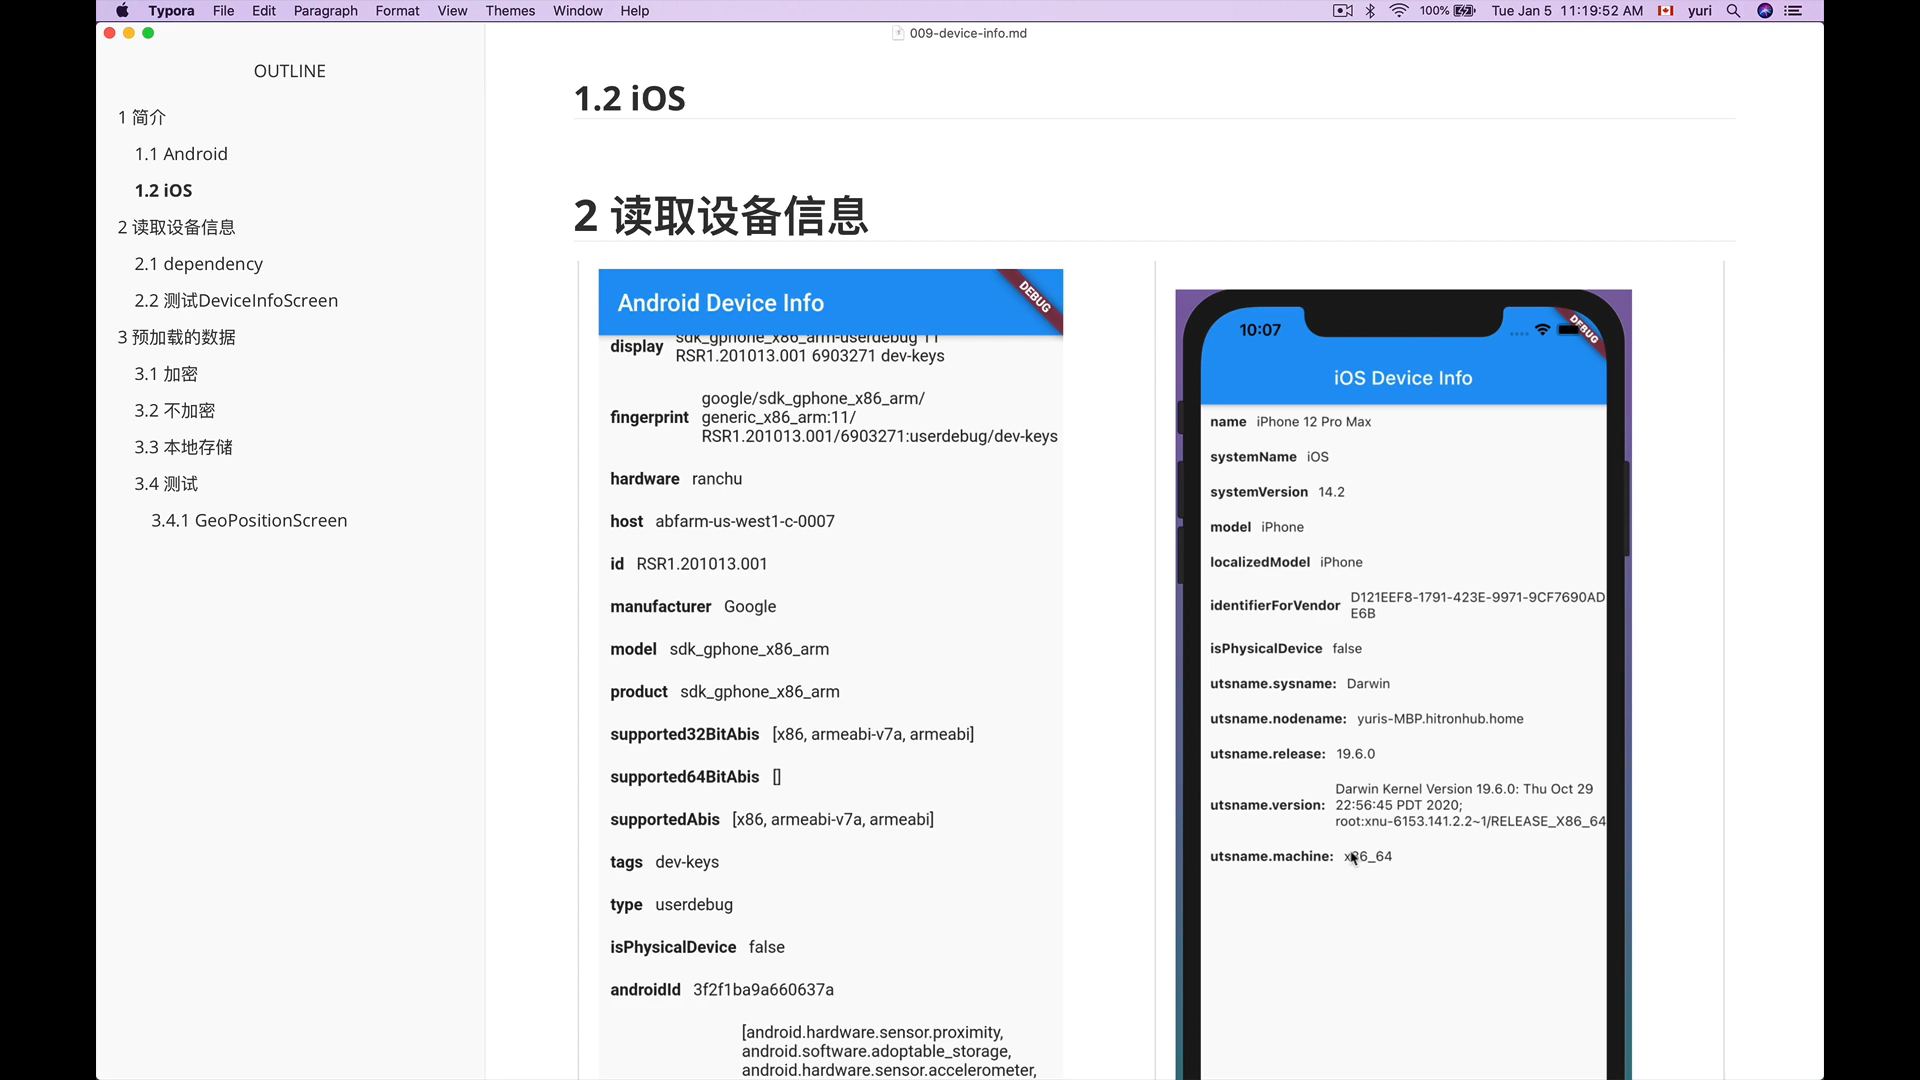 Typora File Edit Paragraph Format View Themes Window Help 100% Tue Jan 5 11:19:52 AM yuri
009-device-info.md
OUTLINE
1 简介
1.1 Android
1.2 iOS
2 读取设备信息
2.1 dependency
2.2 测试DeviceInfoScreen
3 预加载的数据
3.1 加密
3.2 不加密
3.3 本地存储
3.4 测试
3.4.1 GeoPositionScreen
1.2 iOS
2 读取设备信息
Android Device Info
DEBUG
display sdk_gphone_x86_arm-userdebug 11
RSR1.201013.001 6903271 dev-keys
fingerprint google/sdk_gphone_x86_arm/
generic_x86_arm:11/
RSR1.201013.001/6903271:userdebug/dev-keys
hardware ranchu
host abfarm-us-west1-c-0007
id RSR1.201013.001
manufacturer Google
model sdk_gphone_x86_arm
product sdk_gphone_x86_arm
supported32BitAbis [x86, armeabi-v7a, armeabi]
supported64BitAbis []
supportedAbis [x86, armeabi-v7a, armeabi]
tags dev-keys
type userdebug
isPhysicalDevice false
androidId 3f2f1ba9a660637a
[android.hardware.sensor.proximity,
android.software.adoptable_storage,
android.hardware.sensor.accelerometer,
10:07
DEBUG
iOS Device Info
name iPhone 12 Pro Max
systemName iOS
systemVersion 14.2
model iPhone
localizedModel iPhone
identifierForVendor D121EEF8-1791-423E-9971-9CF7690AD
E6B
isPhysicalDevice false
utsname.sysname: Darwin
utsname.nodename: yuris-MBP.hitronhub.home
utsname.release: 19.6.0
utsname.version: Darwin Kernel Version 19.6.0: Thu Oct 29
22:56:45 PDT 2020;
root:xnu-6153.141.2.2~1/RELEASE_X86_64
utsname.machine: x86_64